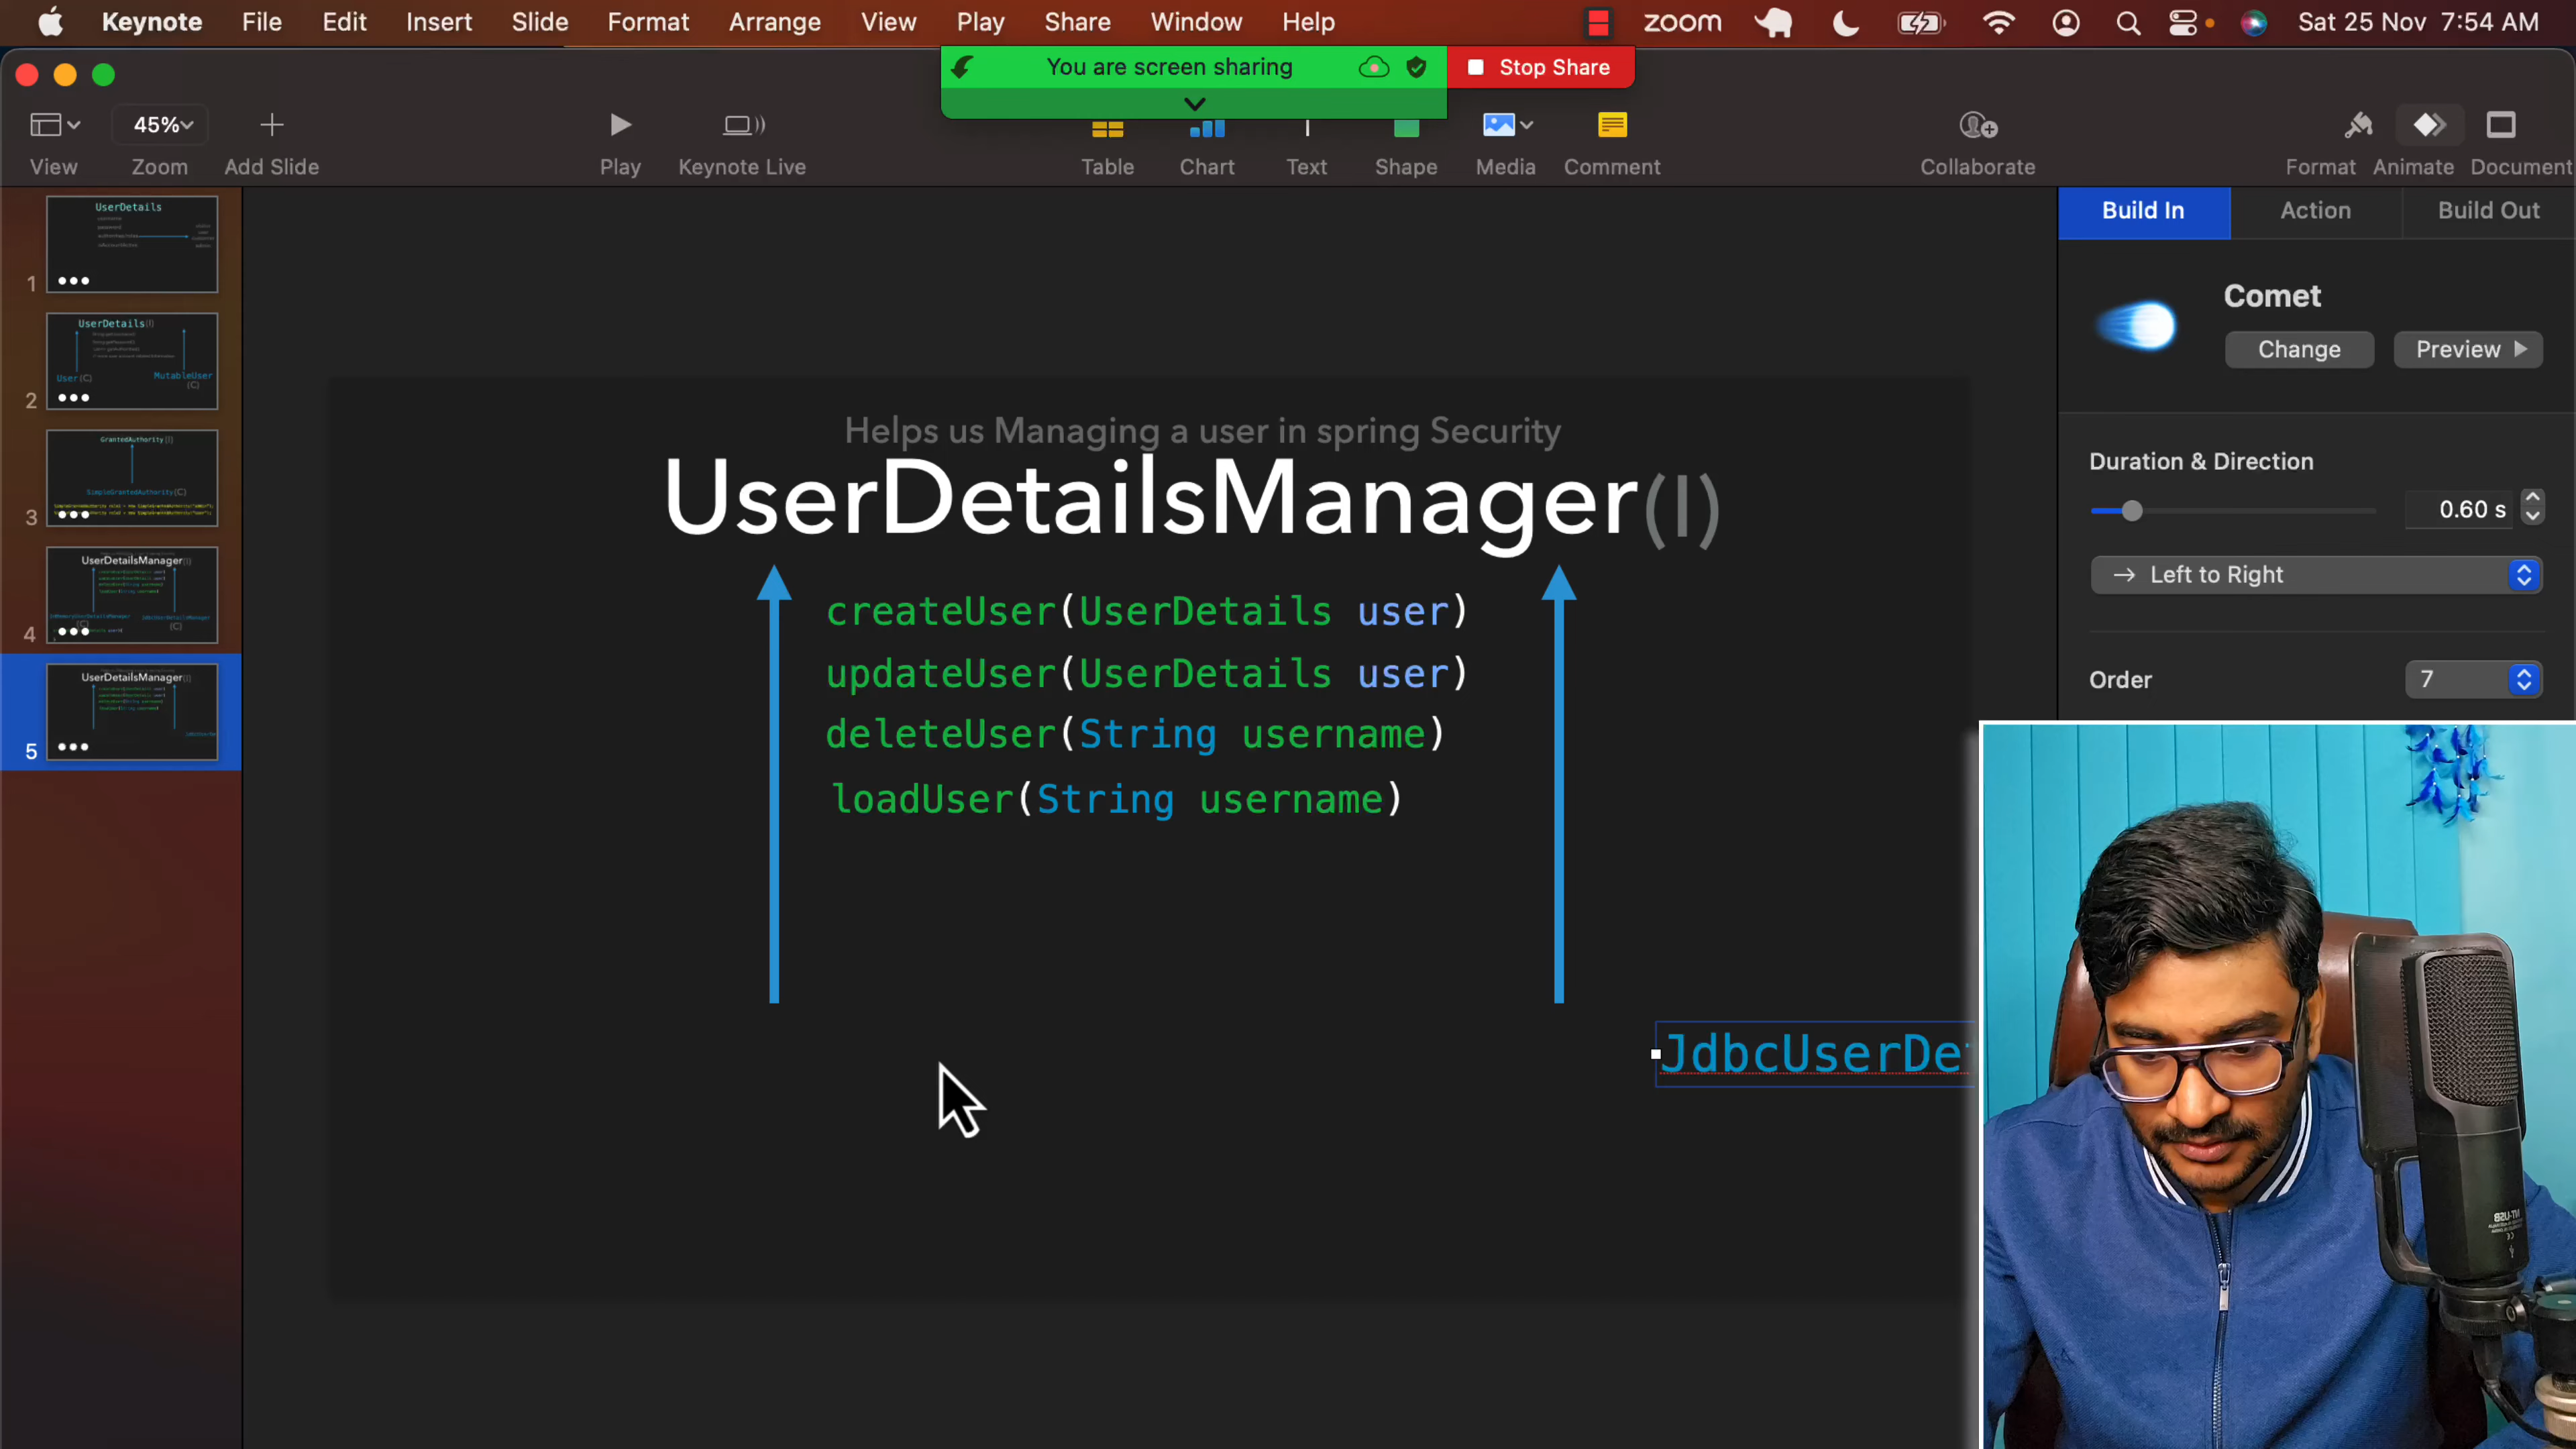 Keynote File Edit Insert Slide Format Arrange View Play Share Window Help zoom Sat 25 Nov 7:54 AM
You are screen sharing Stop Share
45%
View Zoom Add Slide Play Keynote Live Table Chart Text Shape Media Comment Collaborate Format Animate Document
Build In Action Build Out
Comet
Change Preview
Duration & Direction
0.60 s
Left to Right
Order 7
UserDetails
1
UserDetails(I)
User(C) MutableUser
(C)
2
GrantedAuthority(I)
SimpleGrantedAuthority(C)
3
UserDetailsManager(I)
4
UserDetailsManager(I)
5
Helps us Managing a user in spring Security
UserDetailsManager(I)
createUser(UserDetails user)
updateUser(UserDetails user)
deleteUser(String username)
loadUser(String username)
JdbcUserDet